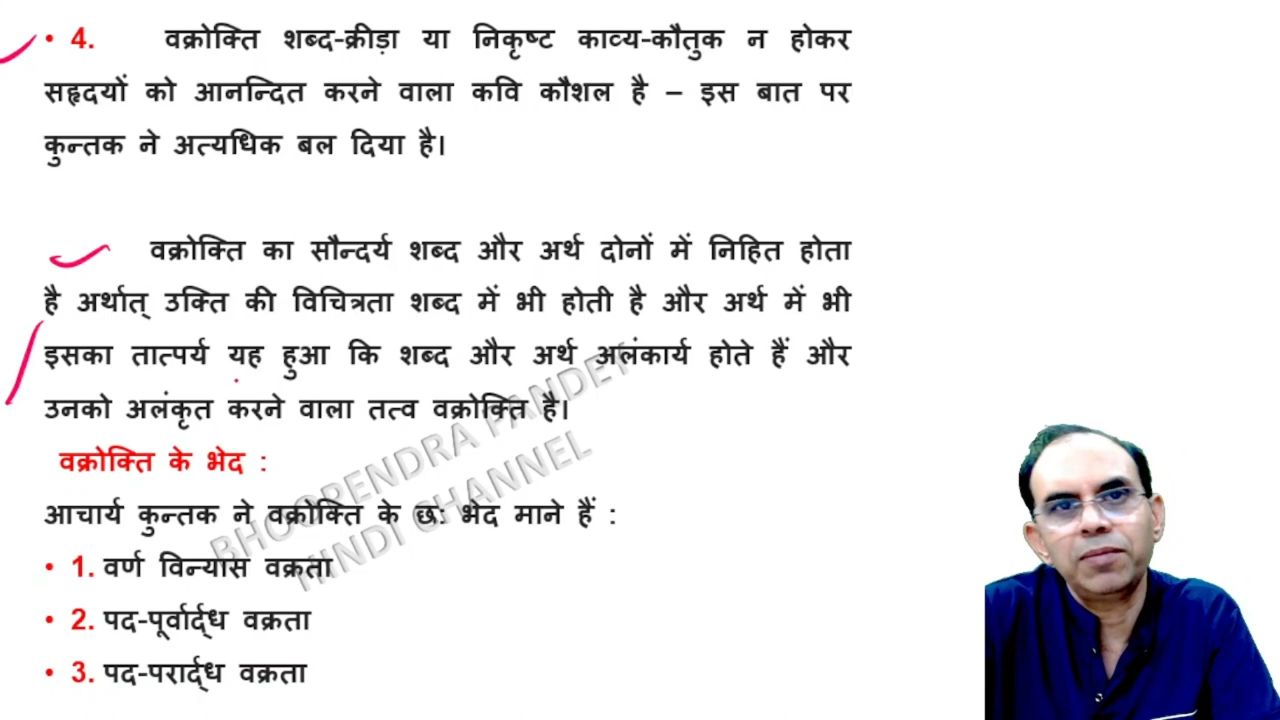 • 4. वक्रोक्ति शब्द-क्रीड़ा या निकृष्ट काव्य-कौतुक न होकर
सहृदयों को आनन्दित करने वाला कवि कौशल है – इस बात पर
कुन्तक ने अत्यधिक बल दिया है।
वक्रोक्ति का सौन्दर्य शब्द और अर्थ दोनों में निहित होता
है अर्थात् उक्ति की विचित्रता शब्द में भी होती है और अर्थ में भी
इसका तात्पर्य यह हुआ कि शब्द और अर्थ अलंकार्य होते हैं और
उनको अलंकृत करने वाला तत्व वक्रोक्ति है।
वक्रोक्ति के भेद :
आचार्य कुन्तक ने वक्रोक्ति के छ: भेद माने हैं :
• 1. वर्ण विन्यास वक्रता
• 2. पद-पूर्वार्द्ध वक्रता
• 3. पद-परार्द्ध वक्रता
BHOOPENDRA PANDEY
HINDI CHANNEL